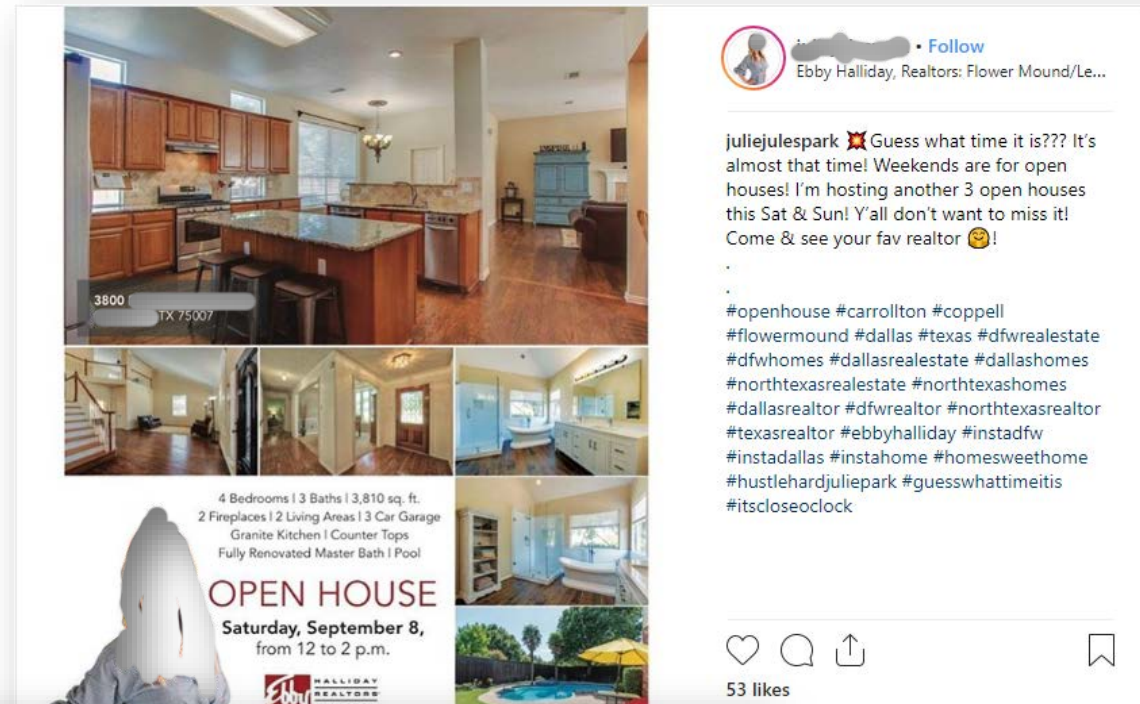 3800
TX 75007
4 Bedrooms | 3 Baths | 3,810 sq. ft.
2 Fireplaces | 2 Living Areas | 3 Car Garage
Granite Kitchen | Counter Tops
Fully Renovated Master Bath | Pool
OPEN HOUSE
Saturday, September 8,
from 12 to 2 p.m.
Ebby HALLIDAY
REALTORS
• Follow
Ebby Halliday, Realtors: Flower Mound/Le...
juliejulespark 💥Guess what time it is??? It’s
almost that time! Weekends are for open
houses! I’m hosting another 3 open houses
this Sat & Sun! Y’all don’t want to miss it!
Come & see your fav realtor 🤗!
.
.
#openhouse #carrollton #coppell
#flowermound #dallas #texas #dfwrealestate
#dfwhomes #dallasrealestate #dallashomes
#northtexasrealestate #northtexashomes
#dallasrealtor #dfwrealtor #northtexasrealtor
#texasrealtor #ebbyhalliday #instadfw
#instadallas #instahome #homesweethome
#hustlehardjuliepark #guesswhattimeitis
#itscloseoclock
53 likes